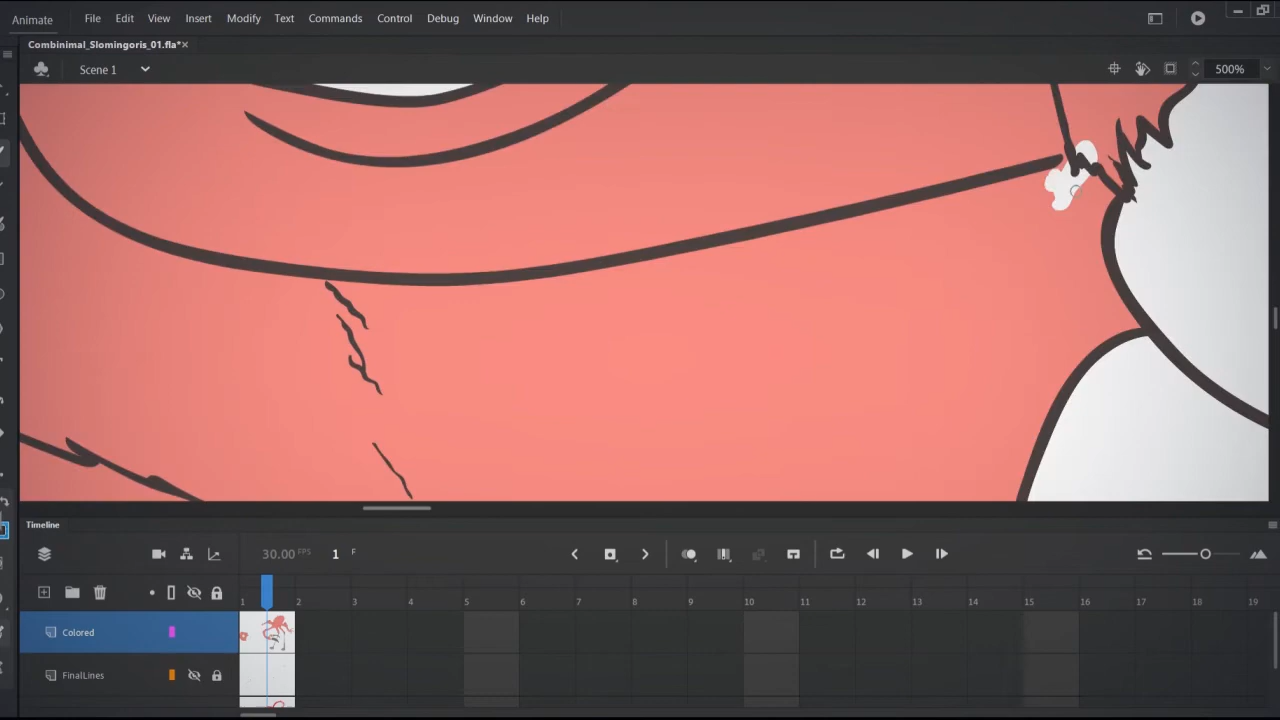 Animate File Edit View Insert Modify Text Commands Control Debug Window Help
Combinimal_Slomingoris_01.fla*
Scene 1 500%
Timeline
30.00 FPS 1 F
1 2 3 4 5 6 7 8 9 10 11 12 13 14 15 16 17 18 19
Colored
FinalLines